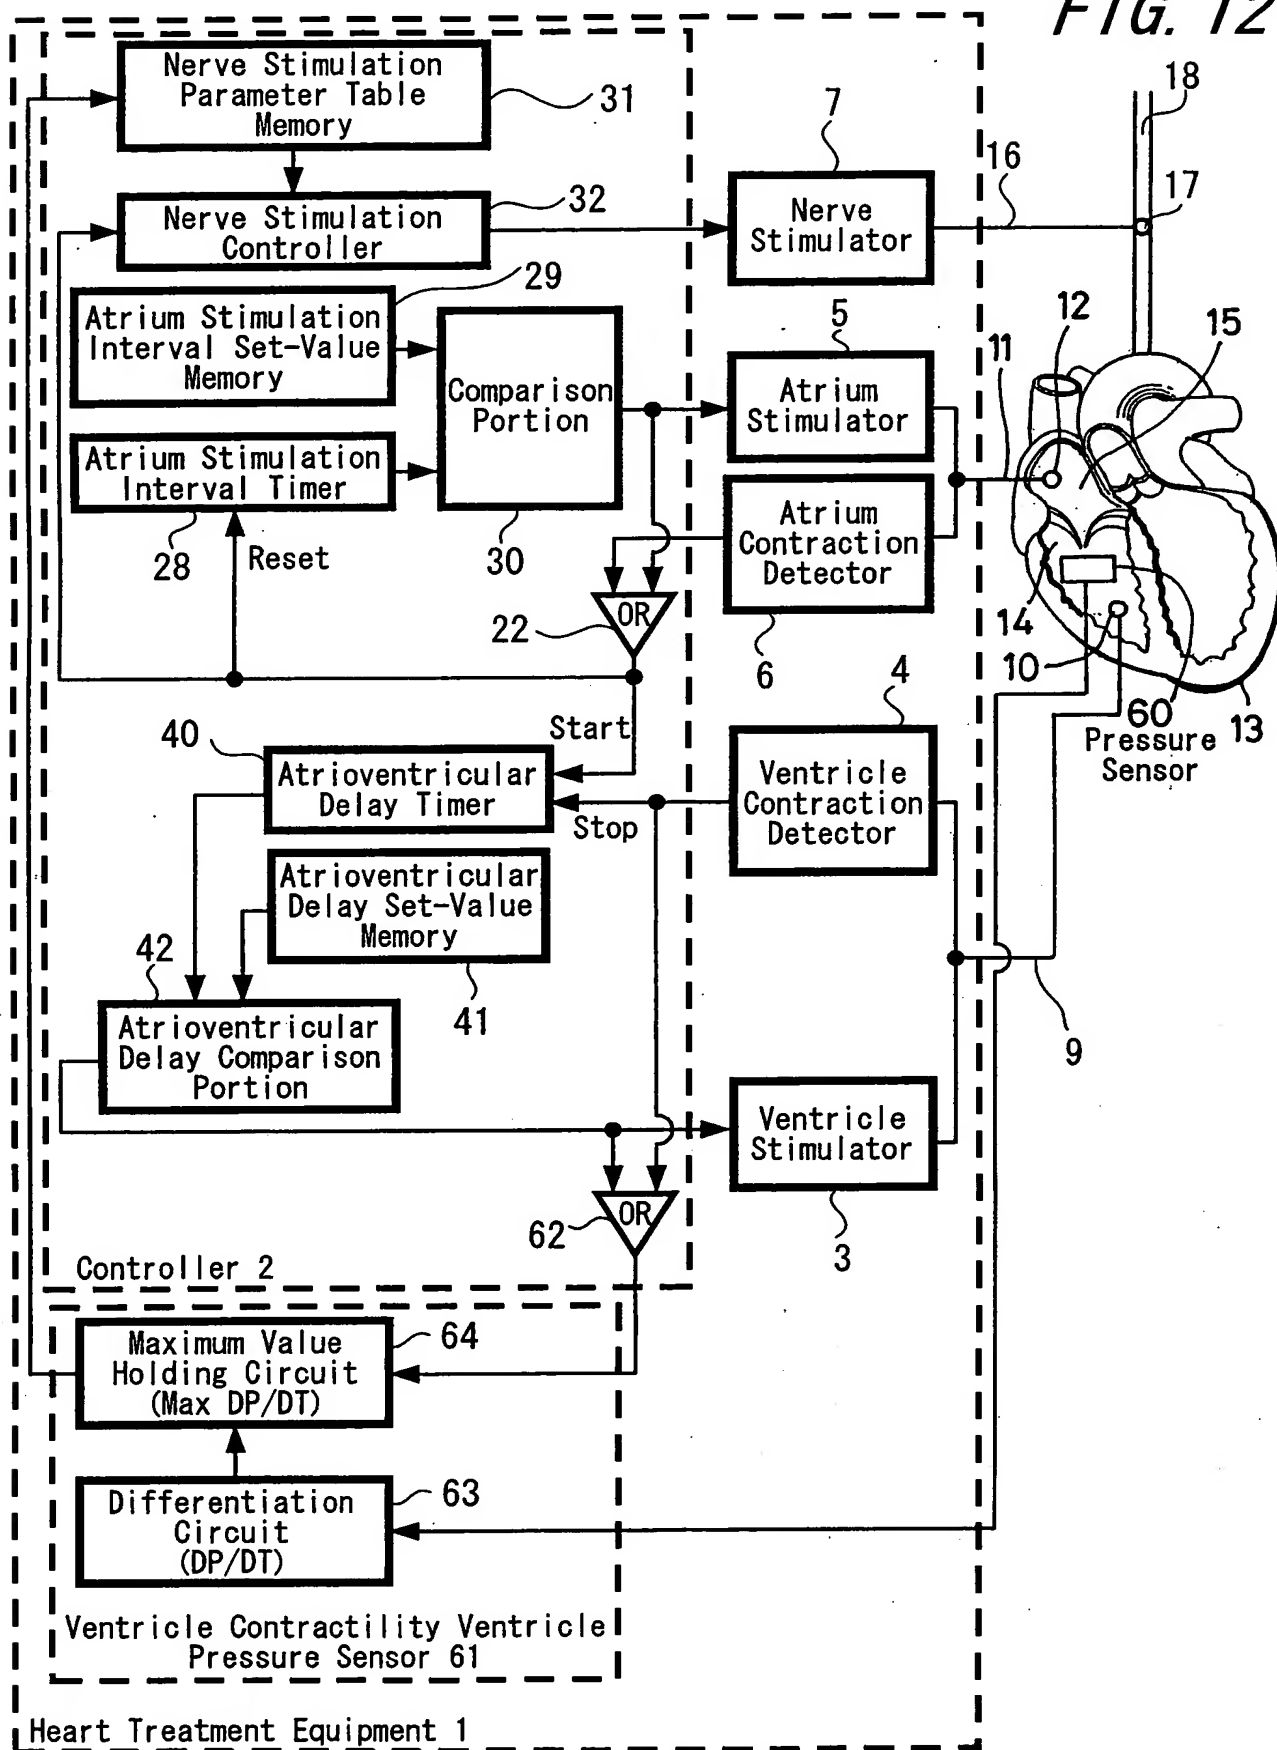 FIG. 12
Nerve Stimulation
Parameter Table
Memory
31
7
18
16
Nerve Stimulation
Controller
32
Nerve
Stimulator
17
29
Atrium Stimulation
Interval Set-Value
Memory
5
12
15
11
Comparison
Portion
Atrium
Stimulator
Atrium Stimulation
Interval Timer
28
Reset
30
Atrium
Contraction
Detector
OR
22
6
14
10
60
13
Pressure
Sensor
4
Start
40
Atrioventricular
Delay Timer
Stop
Ventricle
Contraction
Detector
Atrioventricular
Delay Set-Value
Memory
42
41
9
Atrioventricular
Delay Comparison
Portion
Ventricle
Stimulator
OR
62
3
Controller 2
Maximum Value
Holding Circuit
(Max DP/DT)
64
Differentiation
Circuit
(DP/DT)
63
Ventricle Contractility Ventricle
Pressure Sensor 61
Heart Treatment Equipment 1